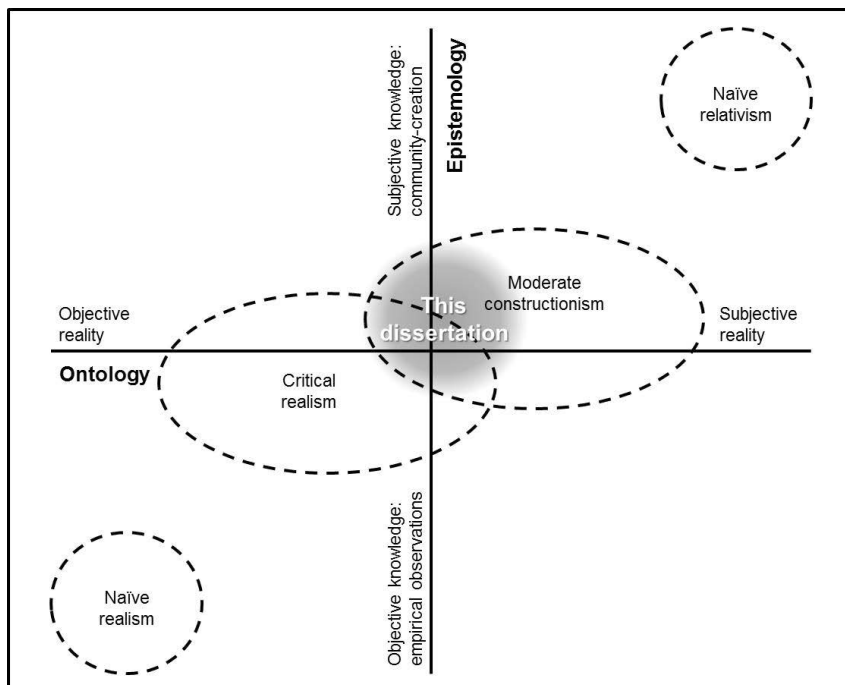 Subjective knowledge:
community-creation
Epistemology
Naïve
relativism
Moderate
constructionism
This
dissertation
Objective
reality
Subjective
reality
Ontology
Critical
realism
Objective knowledge:
empirical observations
Naïve
realism